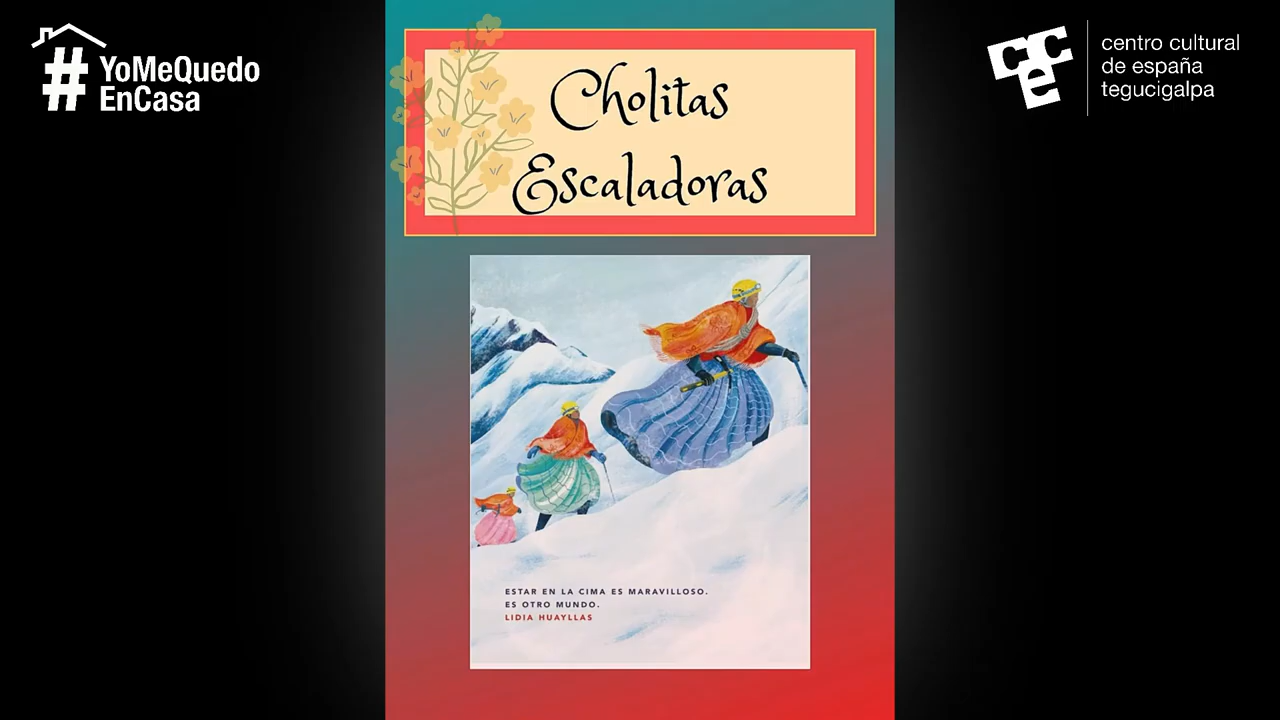 #YoMeQuedo
EnCasa
cce
centro cultural
de españa
tegucigalpa
Cholitas
Escaladoras
ESTAR EN LA CIMA ES MARAVILLOSO.
ES OTRO MUNDO.
LIDIA HUAYLLAS